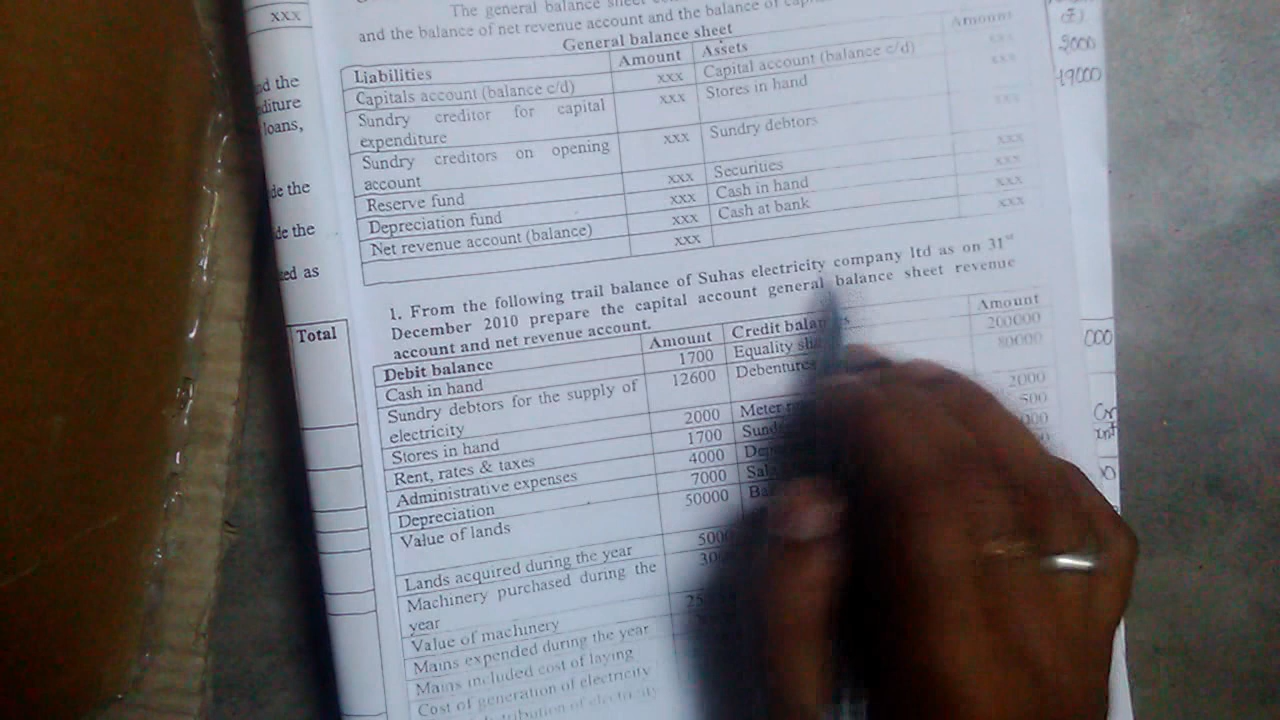 xxx
nd the
diture
loans,
de the
de the
ed as
Total
The general balance sheet
and the balance of net revenue account and the balance of
General balance sheet
Liabilities Amount Assets Amount
Capitals account (balance c/d) xxx Capital account (balance c/d) xxx
Sundry creditor for capital xxx Stores in hand xxx
expenditure
Sundry creditors on opening xxx Sundry debtors xxx
account
Reserve fund xxx Securities xxx
Depreciation fund xxx Cash in hand xxx
Net revenue account (balance) xxx Cash at bank xxx
xxx xxx
1. From the following trail balance of Suhas electricity company ltd as on 31st
December 2010 prepare the capital account general balance sheet revenue
account and net revenue account.
Debit balance Amount Credit Amount
Cash in hand 1700 Equality 200000
Sundry debtors for the supply of 12600 Debentures 80000
electricity
Stores in hand 2000 Meter 2000
Rent, rates & taxes 1700 500
Administrative expenses 4000
Depreciation 7000
Value of lands 50000
Lands acquired during the year
Machinery purchased during the
year
Value of machinery
Mains expended during the year
Mains included cost of laying
Cost of generation of electricity
of electricity
9000
19000
000